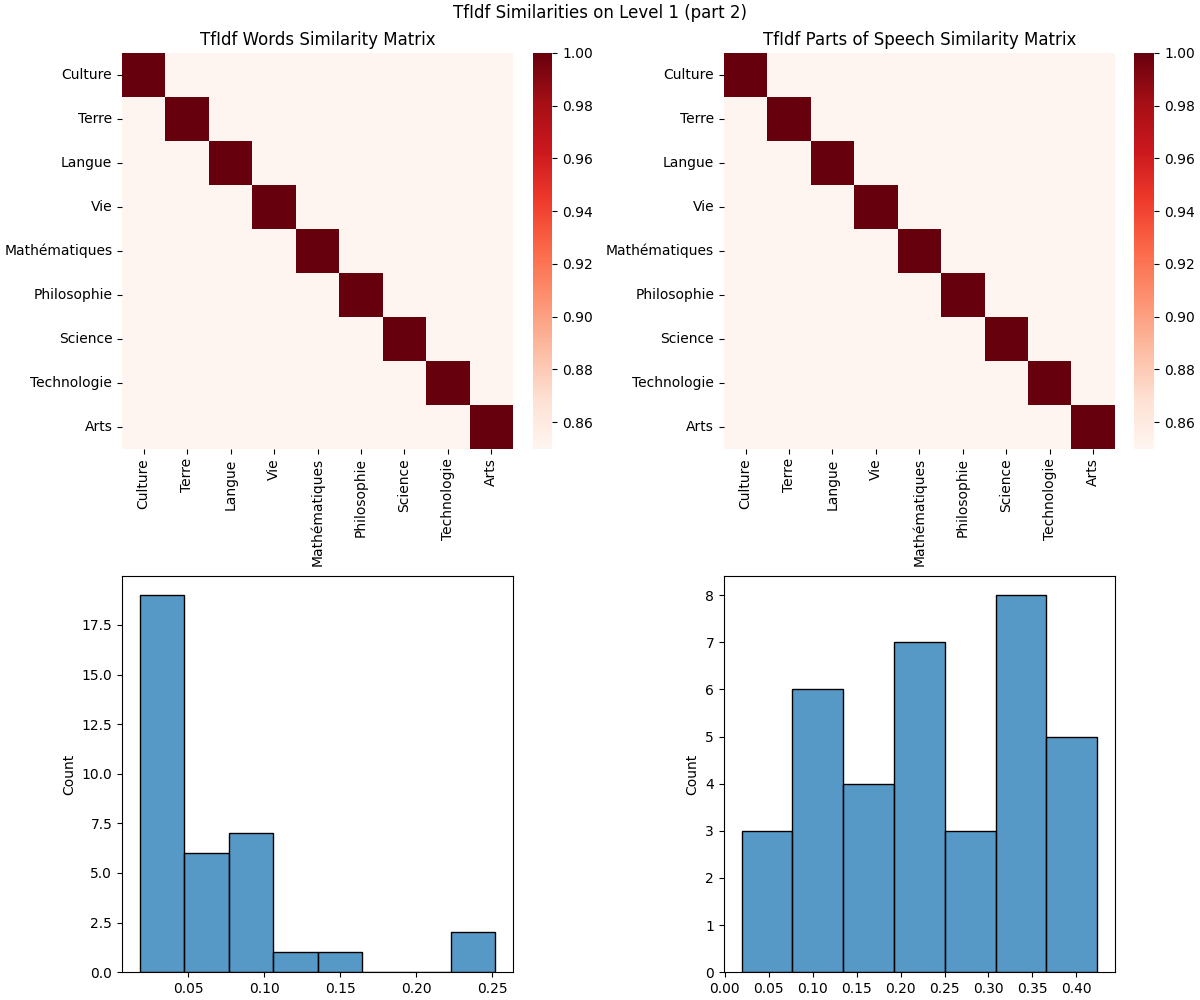 TfIdf Similarities on Level 1 (part 2)
TfIdf Words Similarity Matrix
Culture
Terre
Langue
Vie
Mathématiques
Philosophie
Science
Technologie
Arts
Culture
Terre
Langue
Vie
Mathématiques
Philosophie
Science
Technologie
Arts
1.00
0.98
0.96
0.94
0.92
0.90
0.88
0.86
TfIdf Parts of Speech Similarity Matrix
Culture
Terre
Langue
Vie
Mathématiques
Philosophie
Science
Technologie
Arts
Culture
Terre
Langue
Vie
Mathématiques
Philosophie
Science
Technologie
Arts
1.00
0.98
0.96
0.94
0.92
0.90
0.88
0.86
Count
17.5
15.0
12.5
10.0
7.5
5.0
2.5
0.0
0.05 0.10 0.15 0.20 0.25
Count
8
7
6
5
4
3
2
1
0
0.00 0.05 0.10 0.15 0.20 0.25 0.30 0.35 0.40